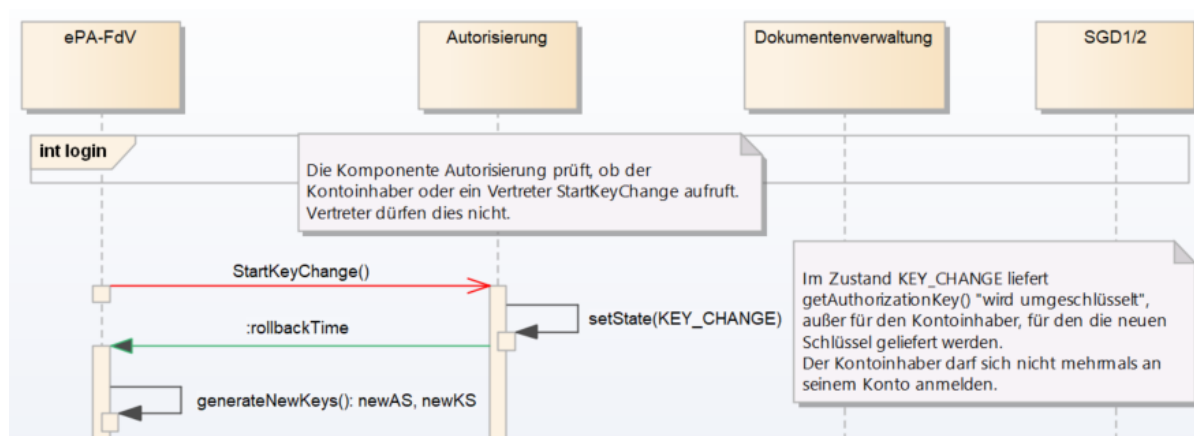 ePA-FdV
Autorisierung
Dokumentenverwaltung
SGD1/2
int login
Die Komponente Autorisierung prüft, ob der
Kontoinhaber oder ein Vertreter StartKeyChange aufruft.
Vertreter dürfen dies nicht.
StartKeyChange()
setState(KEY_CHANGE)
:rollbackTime
generateNewKeys(): newAS, newKS
Im Zustand KEY_CHANGE liefert
getAuthorizationKey() "wird umgeschlüsselt",
außer für den Kontoinhaber, für den die neuen
Schlüssel geliefert werden.
Der Kontoinhaber darf sich nicht mehrmals an
seinem Konto anmelden.